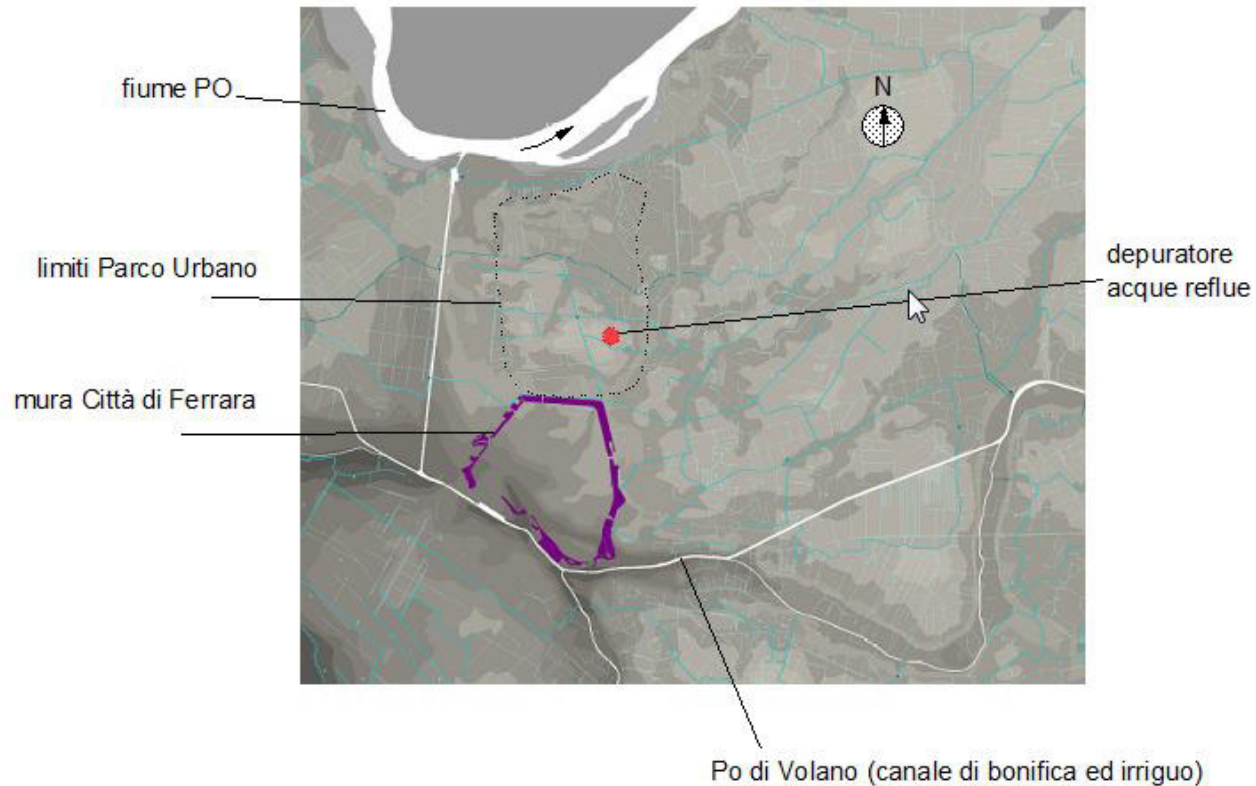 fiume PO
N
limiti Parco Urbano
depuratore
acque reflue
mura Città di Ferrara
Po di Volano (canale di bonifica ed irriguo)